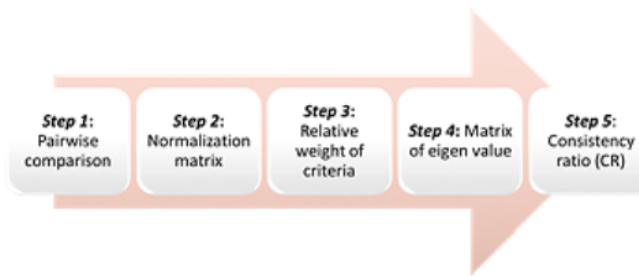 Step 1:
Pairwise
comparison
Step 2:
Normalization
matrix
Step 3:
Relative
weight of
criteria
Step 4: Matrix
of eigen value
Step 5:
Consistency
ratio (CR)